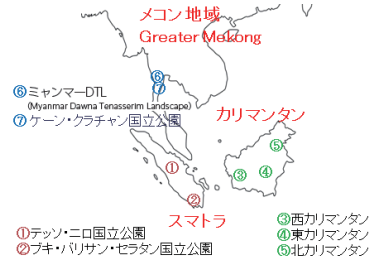 メコン地域
Greater Mekong
⑥
⑦
⑥ミャンマーDTL
(Myanmar Dawna Tenasserim Landscape)
⑦ケーン・クラチャン国立公園
カリマンタン
⑤
①
③
④
②
スマトラ
①テッソ・ニロ国立公園
②ブキ・バリサン・セラタン国立公園
③西カリマンタン
④東カリマンタン
⑤北カリマンタン